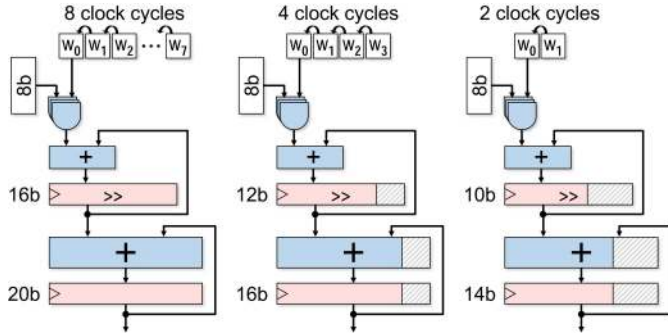 8 clock cycles 4 clock cycles 2 clock cycles
W0 W1 W2 ... W7 W0 W1 W2 W3 W0 W1
8b 8b 8b
+ + +
16b >> 12b >> 10b >>
+ + +
20b 16b 14b